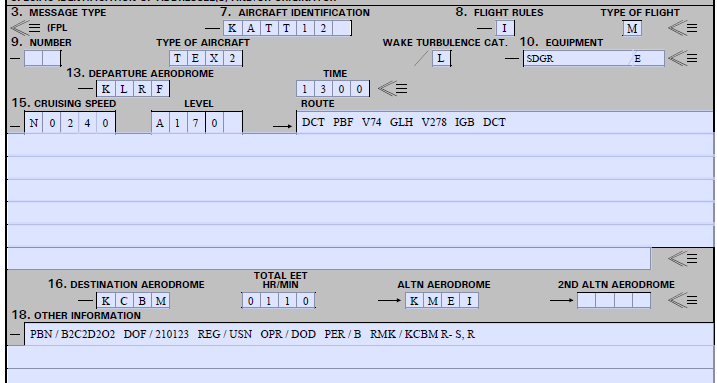 3. MESSAGE TYPE 7. AIRCRAFT IDENTIFICATION 8. FLIGHT RULES TYPE OF FLIGHT
(FPL — K A T T 1 2 — I M
9. NUMBER TYPE OF AIRCRAFT WAKE TURBULENCE CAT. 10. EQUIPMENT
— T E X 2 / L — SDGR / E
13. DEPARTURE AERODROME TIME
— K L R F 1 3 0 0
15. CRUISING SPEED LEVEL ROUTE
— N 0 2 4 0 A 1 7 0 → DCT PBF V74 GLH V278 IGB DCT
16. DESTINATION AERODROME TOTAL EET HR/MIN ALTN AERODROME 2ND ALTN AERODROME
— K C B M 0 1 1 0 → K M E I →
18. OTHER INFORMATION
— PBN / B2C2D2O2 DOF / 210123 REG / USN OPR / DOD PER / B RMK / KCBM R- S, R